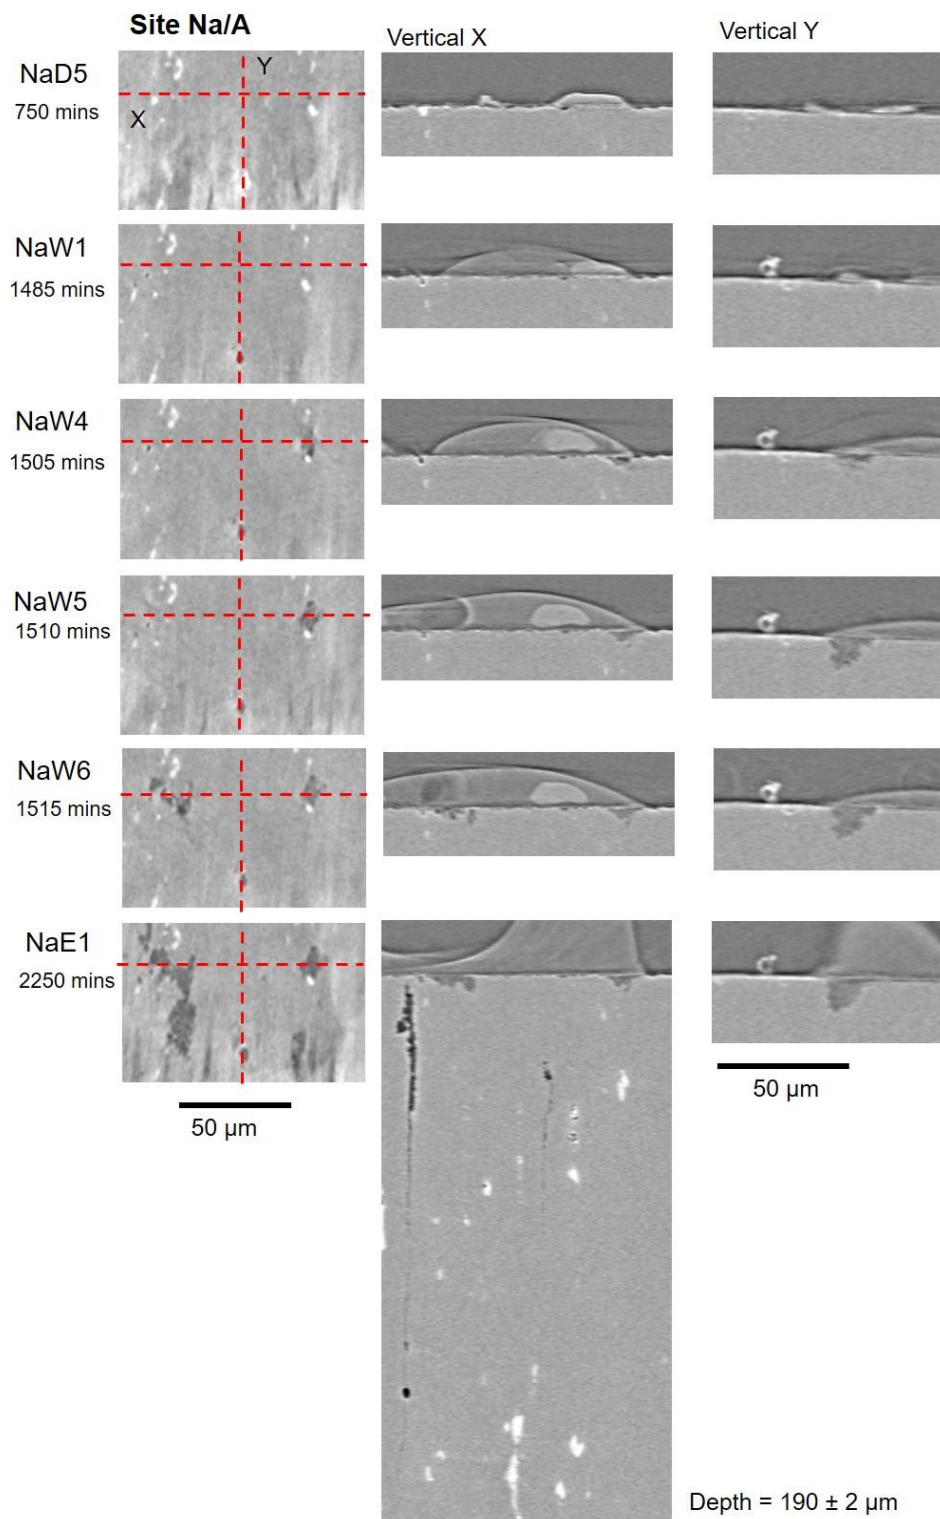 Site Na/A
Vertical X
Vertical Y
NaD5
750 mins
Y
X
NaW1
1485 mins
NaW4
1505 mins
NaW5
1510 mins
NaW6
1515 mins
NaE1
2250 mins
50 µm
50 µm
Depth = 190 ± 2 µm